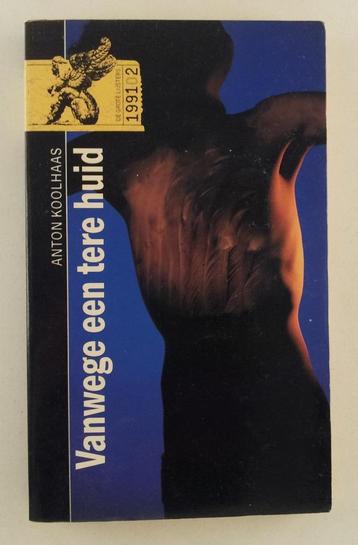 DE GROTE LIJSTERS
1991 2
ANTON KOOLHAAS
Vanwege een tere huid